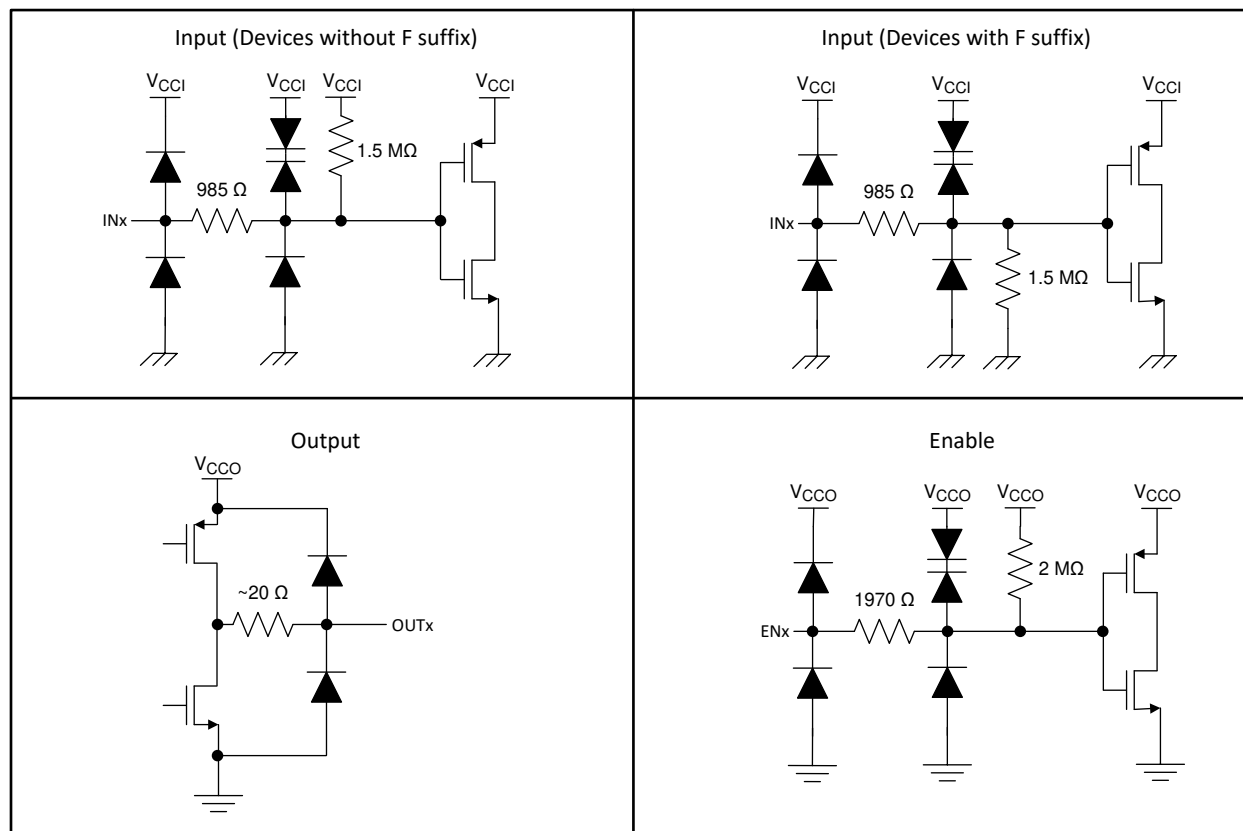 Input (Devices without F suffix)
VCCI VCCI VCCI VCCI
1.5 MΩ
985 Ω
INx
Input (Devices with F suffix)
VCCI VCCI VCCI
985 Ω
INx
1.5 MΩ
Output
VCCO
~20 Ω
OUTx
Enable
VCCO VCCO VCCO VCCO
2 MΩ
1970 Ω
ENx